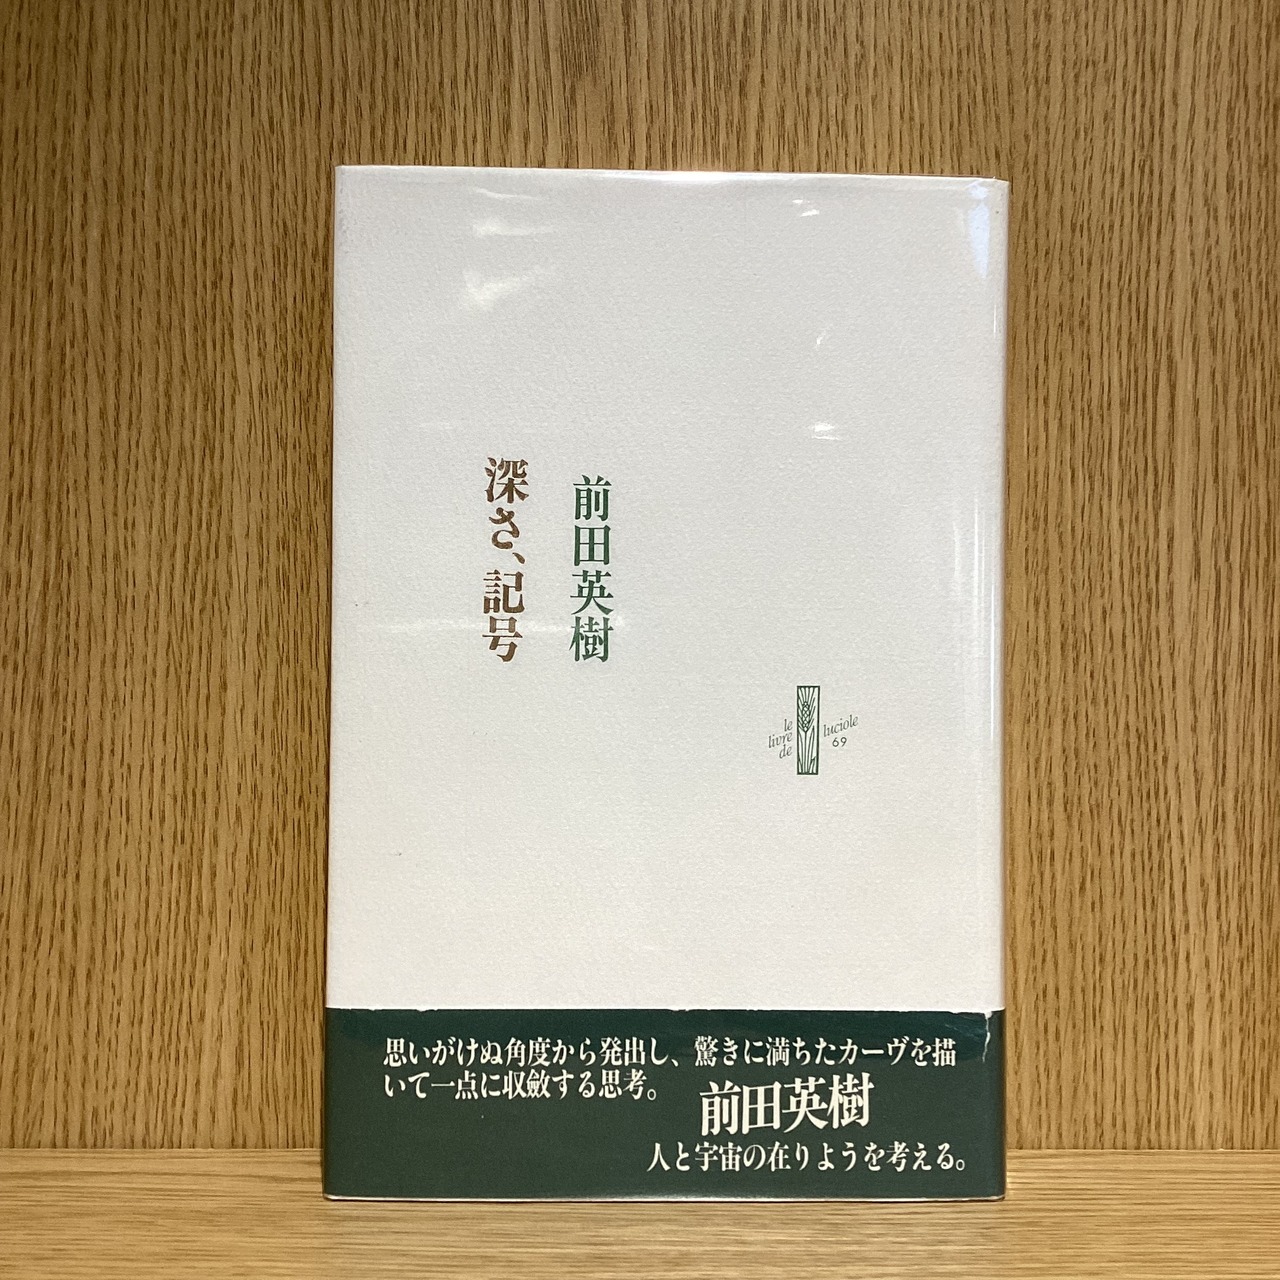 前田英樹
深さ、記号
le
livre
de
luciole
69
思いがけぬ角度から発出し、驚きに満ちたカーヴを描
いて一点に収斂する思考。
前田英樹
人と宇宙の在りようを考える。